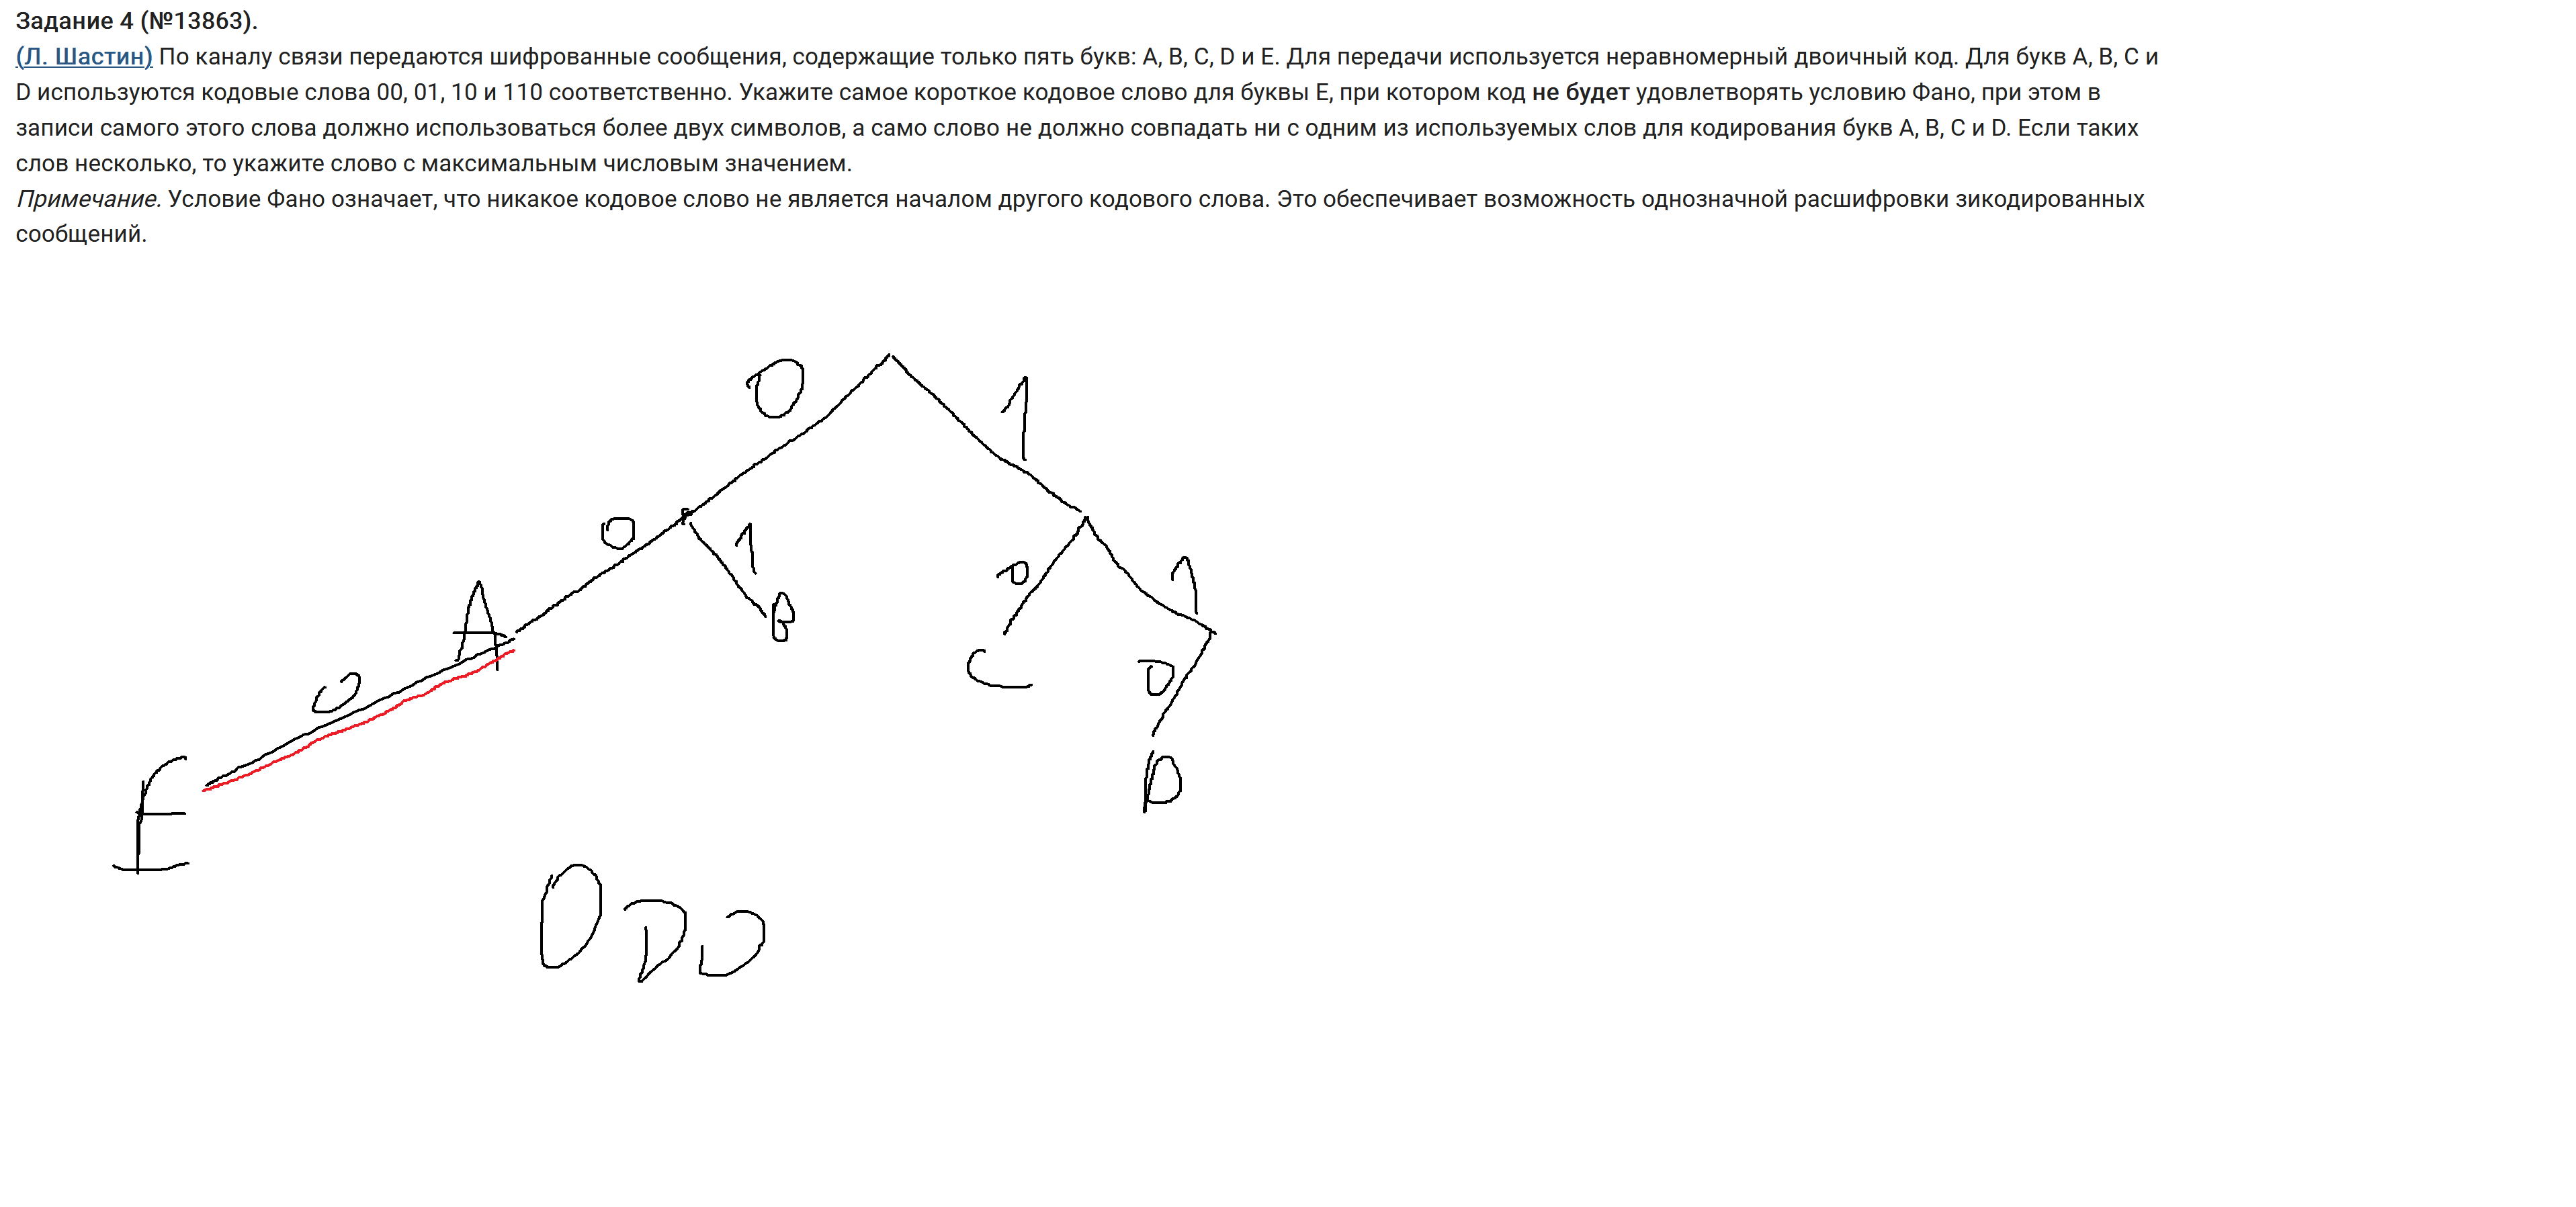 Задание 4 (№13863).
(Л. Шастин) По каналу связи передаются шифрованные сообщения, содержащие только пять букв: A, B, C, D и E. Для передачи используется неравномерный двоичный код. Для букв A, B, C и
D используются кодовые слова 00, 01, 10 и 110 соответственно. Укажите самое короткое кодовое слово для буквы E, при котором код не будет удовлетворять условию Фано, при этом в
записи самого этого слова должно использоваться более двух символов, а само слово не должно совпадать ни с одним из используемых слов для кодирования букв A, B, C и D. Если таких
слов несколько, то укажите слово с максимальным числовым значением.
Примечание. Условие Фано означает, что никакое кодовое слово не является началом другого кодового слова. Это обеспечивает возможность однозначной расшифровки зикодированных
сообщений.
0 1
0 1 0 1
A B C 0
0
E D
000